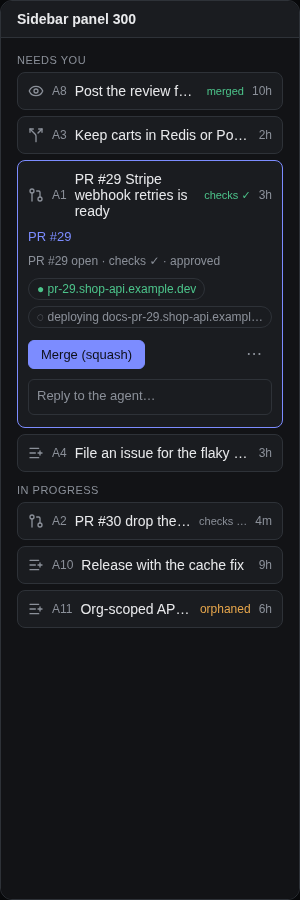 Sidebar panel 300
NEEDS YOU
A8 Post the review f… merged 10h
A3 Keep carts in Redis or Po… 2h
A1 PR #29 Stripe webhook retries is ready checks ✓ 3h
PR #29
PR #29 open · checks ✓ · approved
● pr-29.shop-api.example.dev
○ deploying docs-pr-29.shop-api.exampl…
Merge (squash) ⋯
Reply to the agent…
A4 File an issue for the flaky … 3h
IN PROGRESS
A2 PR #30 drop the… checks … 4m
A10 Release with the cache fix 9h
A11 Org-scoped AP… orphaned 6h